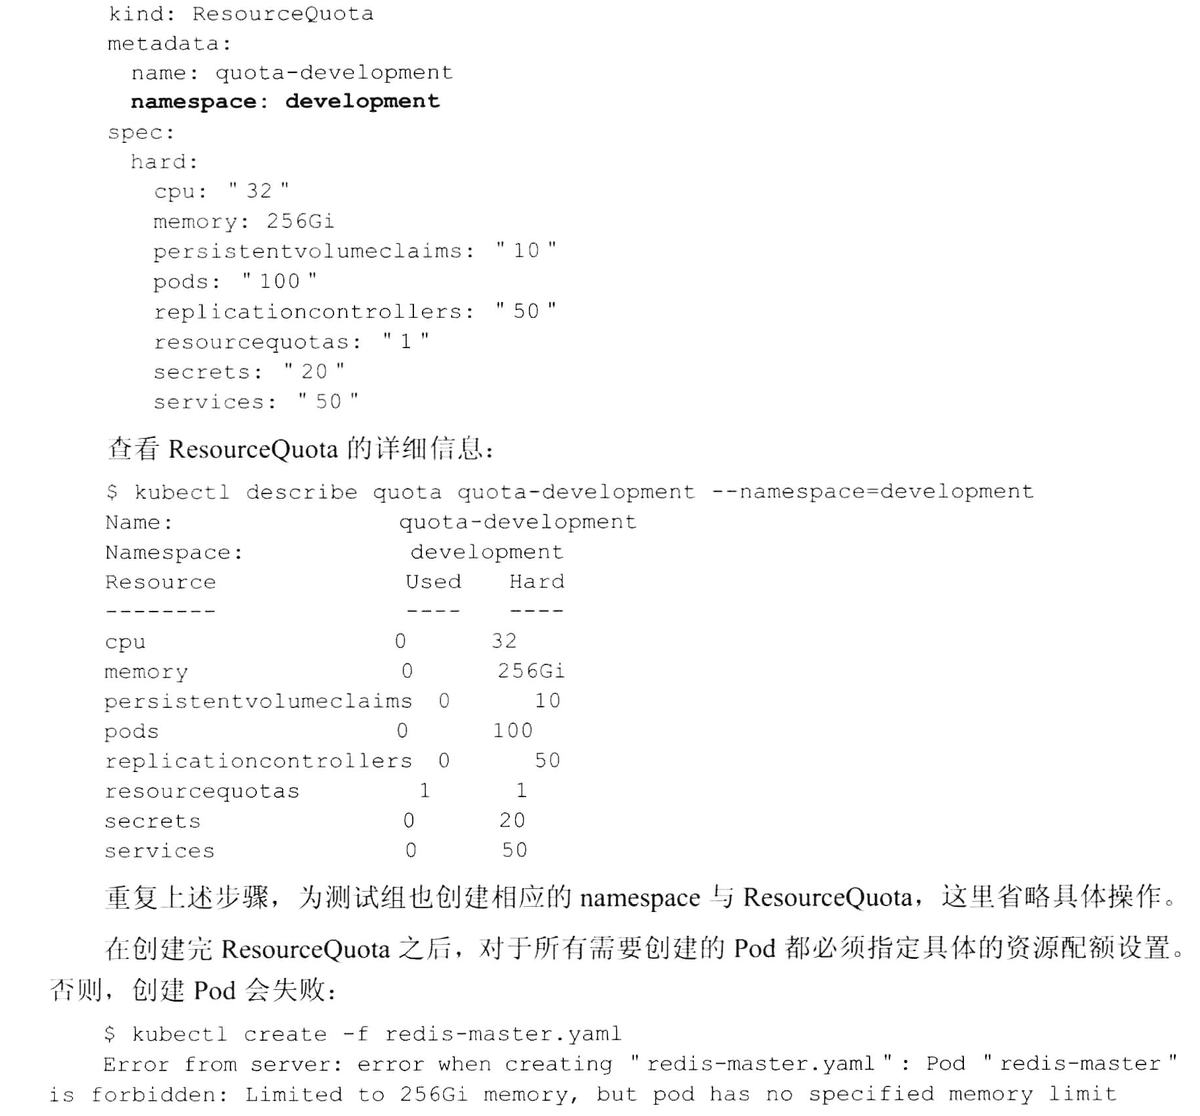 kind: ResourceQuota
metadata:
  name: quota-development
  namespace: development
spec:
  hard:
    cpu: "32"
    memory: 256Gi
    persistentvolumeclaims: "10"
    pods: "100"
    replicationcontrollers: "50"
    resourcequotas: "1"
    secrets: "20"
    services: "50"
查看 ResourceQuota 的详细信息：
$ kubectl describe quota quota-development --namespace=development
Name:                quota-development
Namespace:           development
Resource             Used    Hard
--------             ----    ----
cpu                  0       32
memory               0       256Gi
persistentvolumeclaims  0       10
pods                 0       100
replicationcontrollers  0       50
resourcequotas       1       1
secrets              0       20
services             0       50
重复上述步骤，为测试组也创建相应的 namespace 与 ResourceQuota，这里省略具体操作。
在创建完 ResourceQuota 之后，对于所有需要创建的 Pod 都必须指定具体的资源配额设置。
否则，创建 Pod 会失败：
$ kubectl create -f redis-master.yaml
Error from server: error when creating "redis-master.yaml": Pod "redis-master"
is forbidden: Limited to 256Gi memory, but pod has no specified memory limit